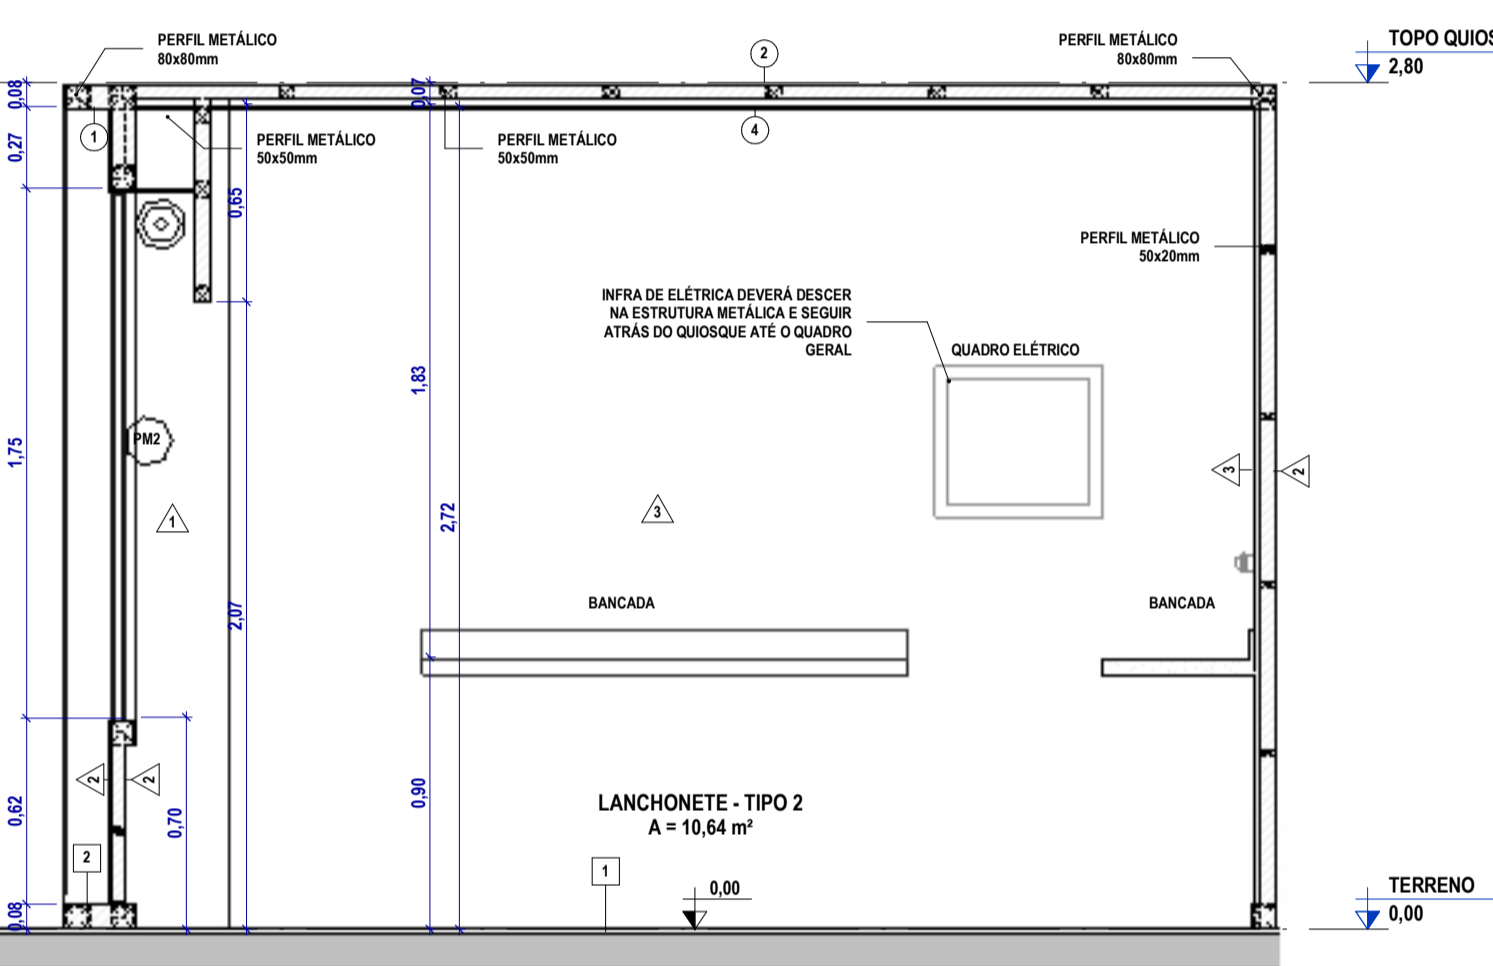 PERFIL METÁLICO
80x80mm
2
PERFIL METÁLICO
80x80mm
TOPO QUIOS
2,80
0,08
0,07
1
4
0,27
PERFIL METÁLICO
50x50mm
PERFIL METÁLICO
50x50mm
0,65
PERFIL METÁLICO
50x20mm
INFRA DE ELÉTRICA DEVERÁ DESCER
NA ESTRUTURA METÁLICA E SEGUIR
ATRÁS DO QUIOSQUE ATÉ O QUADRO
GERAL
QUADRO ELÉTRICO
1,83
1,75
PM2
3
2
2,72
1
3
2,07
BANCADA
BANCADA
2
2
0,62
0,70
0,90
LANCHONETE - TIPO 2
A = 10,64 m²
2
1
0,00
TERRENO
0,00
0,08